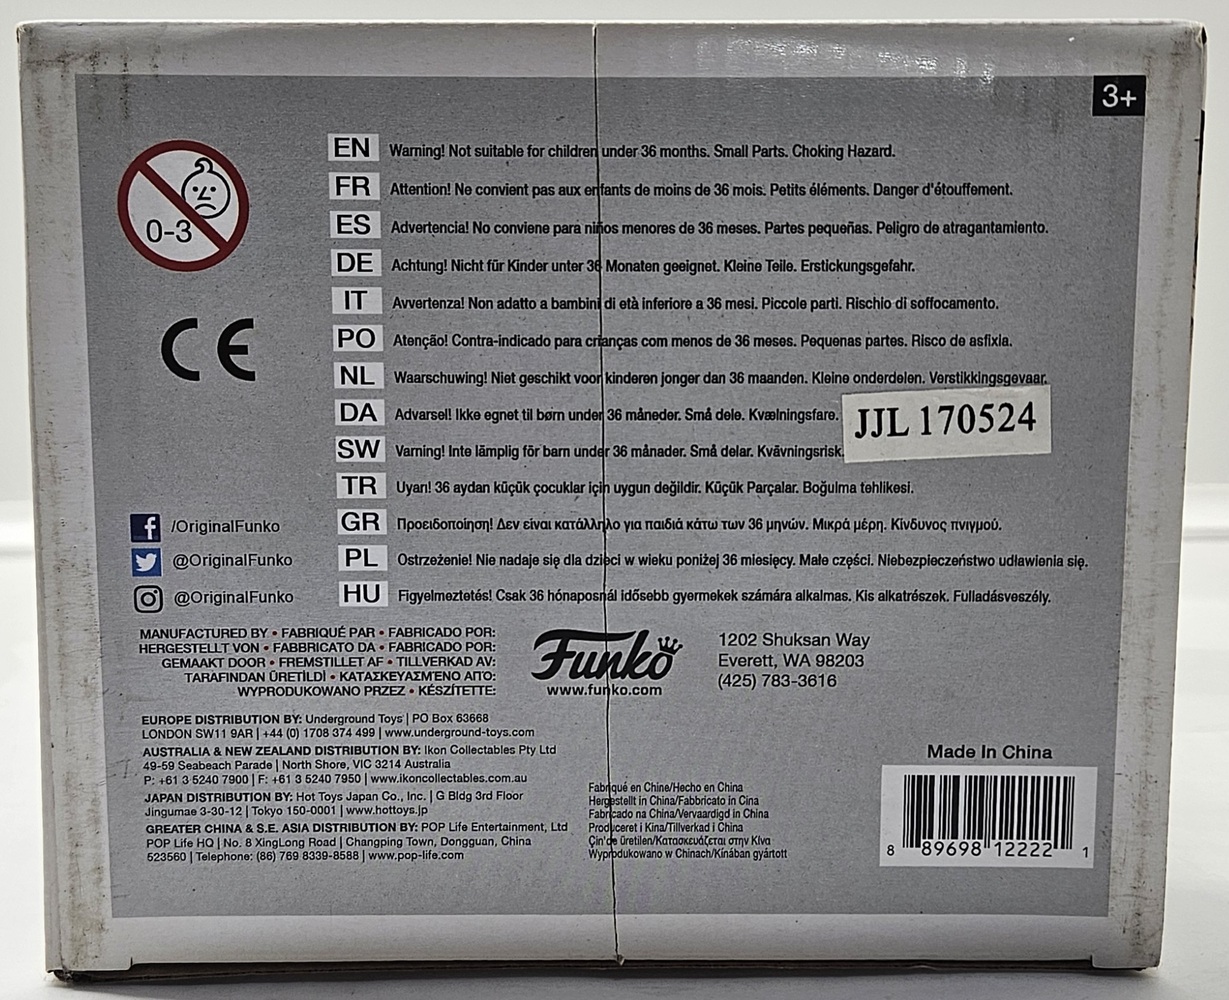 3+
0-3
EN Warning! Not suitable for children under 36 months. Small Parts. Choking Hazard.
FR Attention! Ne convient pas aux enfants de moins de 36 mois. Petits éléments. Danger d'étouffement.
ES Advertencia! No conviene para niños menores de 36 meses. Partes pequeñas. Peligro de atragantamiento.
DE Achtung! Nicht für Kinder unter 36 Monaten geeignet. Kleine Teile. Erstickungsgefahr.
IT Avvertenza! Non adatto a bambini di età inferiore a 36 mesi. Piccole parti. Rischio di soffocamento.
PO Atenção! Contra-indicado para crianças com menos de 36 meses. Pequenas partes. Risco de asfixia.
NL Waarschuwing! Niet geschikt voor kinderen jonger dan 36 maanden. Kleine onderdelen. Verstikkingsgevaar.
DA Advarsel! Ikke egnet til børn under 36 måneder. Små dele. Kvælningsfare.
JJL 170524
SW Varning! Inte lämplig för barn under 36 månader. Små delar. Kvävningsrisk.
TR Uyarı! 36 aydan küçük çocuklar için uygun değildir. Küçük Parçalar. Boğulma tehlikesi.
GR Προειδοποίηση! Δεν είναι κατάλληλο για παιδιά κάτω των 36 μηνών. Μικρά μέρη. Κίνδυνος πνιγμού.
PL Ostrzeżenie! Nie nadaje się dla dzieci w wieku poniżej 36 miesięcy. Małe części. Niebezpieczeństwo udławienia się.
HU Figyelmeztetés! Csak 36 hónaposnál idősebb gyermekek számára alkalmas. Kis alkatrészek. Fulladásveszély.
CE
/OriginalFunko
@OriginalFunko
@OriginalFunko
MANUFACTURED BY • FABRIQUÉ PAR • FABRICADO POR:
HERGESTELLT VON • FABBRICATO DA • FABRICADO POR:
GEMAAKT DOOR • FREMSTILLET AF • TILLVERKAD AV:
TARAFINDAN ÜRETİLDİ • ΚΑΤΑΣΚΕΥΑΣΜΈΝΟ ΑΠΌ:
WYPRODUKOWANO PRZEZ • KÉSZÍTETTE:
Funko
www.funko.com
1202 Shuksan Way
Everett, WA 98203
(425) 783-3616
EUROPE DISTRIBUTION BY: Underground Toys | PO Box 63668
LONDON SW11 9AR | +44 (0) 1708 374 499 | www.underground-toys.com
AUSTRALIA & NEW ZEALAND DISTRIBUTION BY: Ikon Collectables Pty Ltd
49-59 Seabeach Parade | North Shore, VIC 3214 Australia
P: +61 3 5240 7900 | F: +61 3 5240 7950 | www.ikoncollectables.com.au
JAPAN DISTRIBUTION BY: Hot Toys Japan Co., Inc. | G Bldg 3rd Floor
Jingumae 3-30-12 | Tokyo 150-0001 | www.hottoys.jp
GREATER CHINA & S.E. ASIA DISTRIBUTION BY: POP Life Entertainment, Ltd
POP Life HQ | No. 8 XingLong Road | Changping Town, Dongguan, China
523560 | Telephone: (86) 769 8339-8588 | www.pop-life.com
Fabriqué en Chine/Hecho en China
Hergestellt in China/Fabbricato in Cina
Fabricado na China/Vervaardigd in China
Produceret i Kina/Tillverkad i China
Çin'de üretilen/Κατασκευάζεται στην Κίνα
Wyprodukowano w Chinach/Kínában gyártott
Made In China
8 89698 12222 1